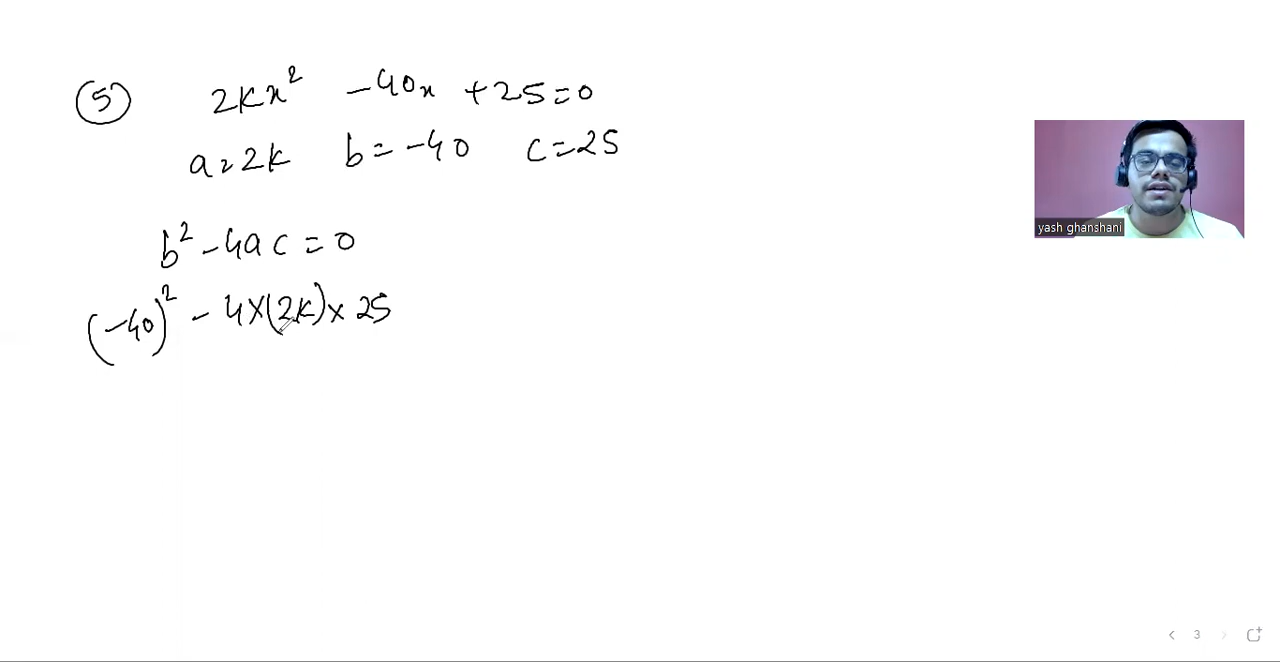 (5) 2kx² -40x +25=0
a=2k b=-40 c=25
b²-4ac=0
(-40)²-4×(2k)×25
yash ghanshani
3